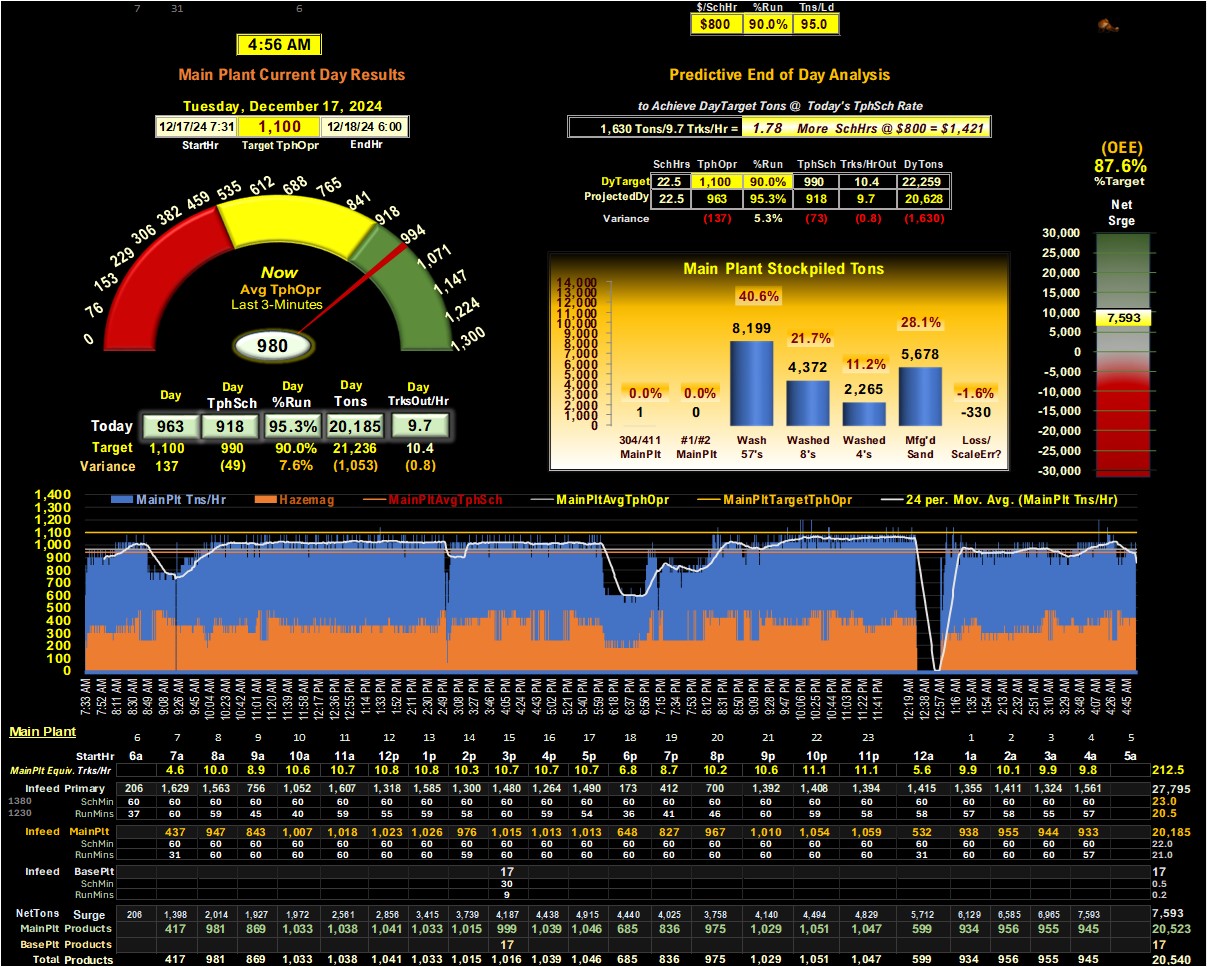 7 31 6
$/SchHr %Run Tns/Ld
$800 90.0% 95.0
4:56 AM
Main Plant Current Day Results
Predictive End of Day Analysis
Tuesday, December 17, 2024
to Achieve DayTarget Tons @ Today's TphSch Rate
12/17/24 7:31 1,100 12/18/24 6:00
StartHr Target TphOpr EndHr
1,630 Tons/9.7 Trks/Hr = 1.78 More SchHrs @ $800 = $1,421
(OEE)
87.6%
%Target
SchHrs TphOpr %Run TphSch Trks/HrOut DyTons
DyTarget 22.5 1,100 90.0% 990 10.4 22,259
ProjectedDy 22.5 963 95.3% 918 9.7 20,628
Variance (137) 5.3% (73) (0.8) (1,630)
Net
Srge
30,000
25,000
20,000
15,000
10,000
7,593
5,000
0
-5,000
-10,000
-15,000
-20,000
-25,000
-30,000
0 76 153 229 306 382 459 535 612 688 765 841 918 994 1,071 1,147 1,224 1,300
Now
Avg TphOpr
Last 3-Minutes
980
Main Plant Stockpiled Tons
14,000
13,000
12,000
11,000
10,000
9,000
8,000
7,000
6,000
5,000
4,000
3,000
2,000
1,000
0
0.0% 0.0% 40.6% 21.7% 11.2% 28.1% -1.6%
1 0 8,199 4,372 2,265 5,678 -330
304/411 #1/#2 Wash Washed Washed Mfg'd Loss/
MainPlt MainPlt 57's 8's 4's Sand ScaleErr?
Day Day Day Day Day
TphSch %Run Tons TrksOut/Hr
Today 963 918 95.3% 20,185 9.7
Target 1,100 990 90.0% 21,236 10.4
Variance 137 (49) 7.6% (1,053) (0.8)
MainPlt Tns/Hr Hazemag MainPltAvgTphSch MainPltAvgTphOpr MainPltTargetTphOpr 24 per. Mov. Avg. (MainPlt Tns/Hr)
1,400
1,300
1,200
1,100
1,000
900
800
700
600
500
400
300
200
100
0
7:33 AM 7:52 AM 8:11 AM 8:30 AM 8:49 AM 9:08 AM 9:26 AM 9:45 AM 10:04 AM 10:23 AM 10:42 AM 11:01 AM 11:20 AM 11:39 AM 11:58 AM 12:17 PM 12:36 PM 12:55 PM 1:14 PM 1:33 PM 1:52 PM 2:11 PM 2:30 PM 2:49 PM 3:08 PM 3:27 PM 3:46 PM 4:05 PM 4:24 PM 4:43 PM 5:02 PM 5:21 PM 5:40 PM 5:59 PM 6:18 PM 6:37 PM 6:56 PM 7:15 PM 7:34 PM 7:53 PM 8:12 PM 8:31 PM 8:50 PM 9:09 PM 9:28 PM 9:47 PM 10:06 PM 10:25 PM 10:44 PM 11:03 PM 11:22 PM 11:41 PM 12:19 AM 12:38 AM 12:57 AM 1:16 AM 1:35 AM 1:54 AM 2:13 AM 2:32 AM 2:51 AM 3:10 AM 3:29 AM 3:48 AM 4:07 AM 4:26 AM 4:45 AM
Main Plant
6 7 8 9 10 11 12 13 14 15 16 17 18 19 20 21 22 23 1 2 3 4 5
StartHr 6a 7a 8a 9a 10a 11a 12p 1p 2p 3p 4p 5p 6p 7p 8p 9p 10p 11p 12a 1a 2a 3a 4a 5a
MainPlt Equiv. Trks/Hr 4.6 10.0 8.9 10.6 10.7 10.8 10.8 10.3 10.7 10.7 10.7 6.8 8.7 10.2 10.6 11.1 11.1 5.6 9.9 10.1 9.9 9.8 212.5
Infeed Primary 206 1,629 1,563 756 1,052 1,607 1,318 1,585 1,300 1,480 1,264 1,490 173 412 700 1,392 1,408 1,394 1,415 1,355 1,411 1,324 1,561 27,795
1380 SchMin 60 60 60 60 60 60 60 60 60 60 60 60 60 60 60 60 60 60 60 60 60 60 60 23.0
1230 RunMins 37 60 59 45 40 59 55 59 58 60 59 54 36 41 46 60 59 58 58 57 58 55 57 20.5
Infeed MainPlt 437 947 843 1,007 1,018 1,023 1,026 976 1,015 1,013 1,013 648 827 967 1,010 1,054 1,059 532 938 955 944 933 20,185
SchMin 60 60 60 60 60 60 60 60 60 60 60 60 60 60 60 60 60 60 60 60 60 60 22.0
RunMins 31 60 60 60 60 60 60 59 60 60 60 60 60 60 60 60 60 31 60 60 60 57 21.0
Infeed BasePlt 17 17
SchMin 30 0.5
RunMins 9 0.2
NetTons Surge 206 1,398 2,014 1,927 1,972 2,561 2,856 3,415 3,739 4,187 4,438 4,915 4,440 4,025 3,758 4,140 4,494 4,829 5,712 6,129 6,585 6,965 7,593 7,593
MainPlt Products 417 981 869 1,033 1,038 1,041 1,033 1,015 999 1,039 1,046 685 836 975 1,029 1,051 1,047 599 934 956 955 945 20,523
BasePlt Products 17 17
Total Products 417 981 869 1,033 1,038 1,041 1,033 1,015 1,016 1,039 1,046 685 836 975 1,029 1,051 1,047 599 934 956 955 945 20,540